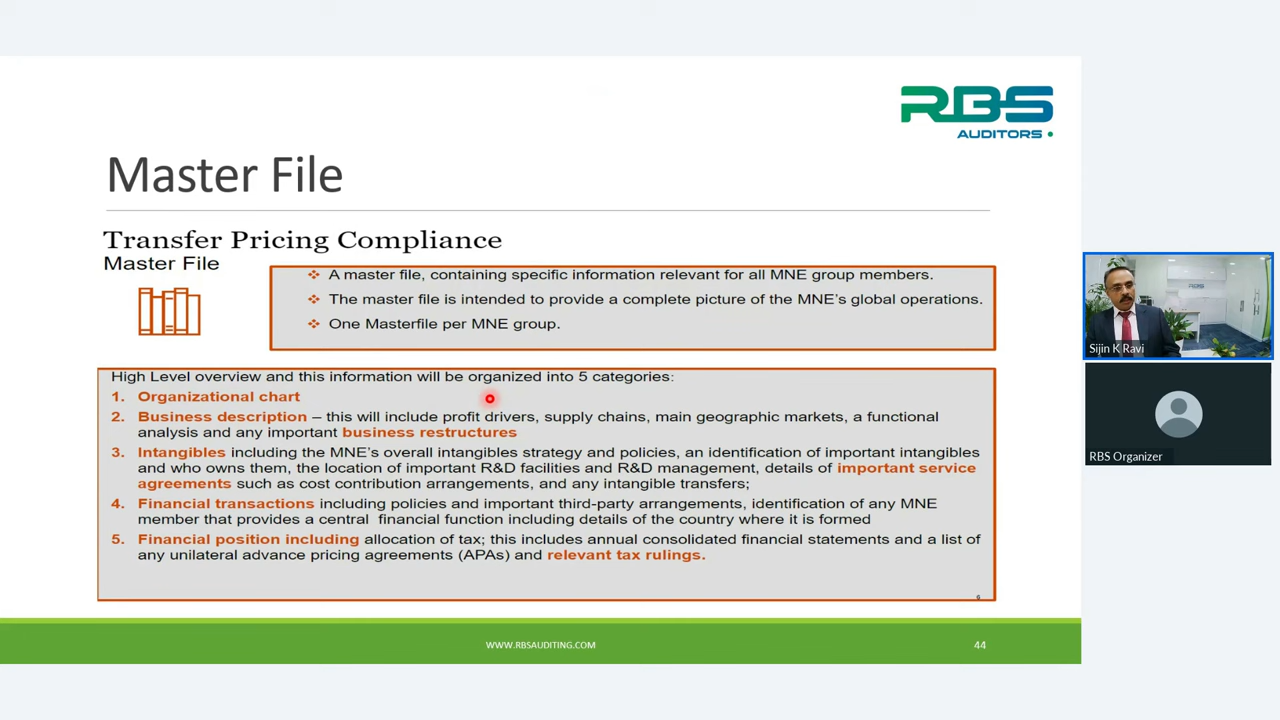 RBS
AUDITORS
Master File
Transfer Pricing Compliance
Master File
❖ A master file, containing specific information relevant for all MNE group members.
❖ The master file is intended to provide a complete picture of the MNE's global operations.
❖ One Masterfile per MNE group.
High Level overview and this information will be organized into 5 categories:
1. Organizational chart
2. Business description – this will include profit drivers, supply chains, main geographic markets, a functional
analysis and any important business restructures
3. Intangibles including the MNE's overall intangibles strategy and policies, an identification of important intangibles
and who owns them, the location of important R&D facilities and R&D management, details of important service
agreements such as cost contribution arrangements, and any intangible transfers;
4. Financial transactions including policies and important third-party arrangements, identification of any MNE
member that provides a central financial function including details of the country where it is formed
5. Financial position including allocation of tax; this includes annual consolidated financial statements and a list of
any unilateral advance pricing agreements (APAs) and relevant tax rulings.
6
WWW.RBSAUDITING.COM
44
RBS
Sijin K Ravi
RBS Organizer